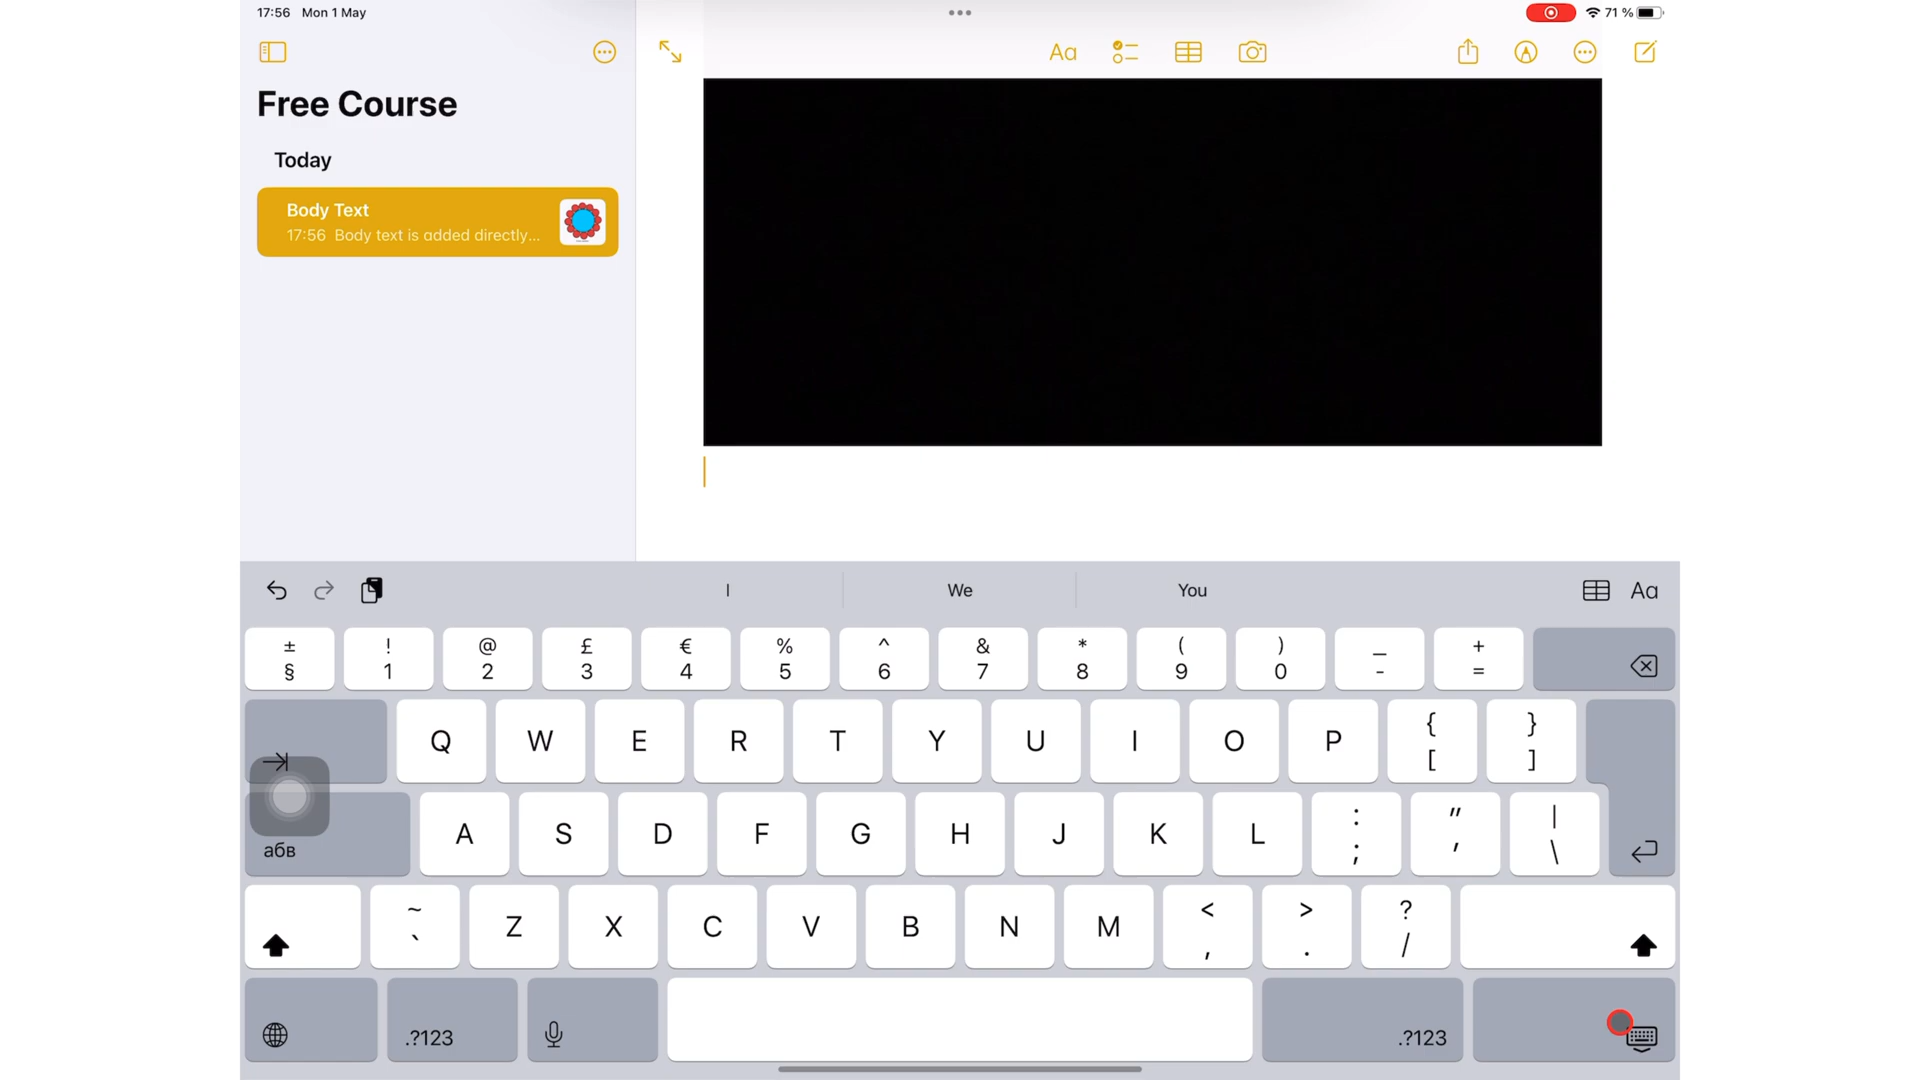 17:56 Mon 1 May
71 %
Aa
Free Course
Today
Body Text
17:56 Body text is added directly...
I We You
Aa
± ! @ £ € % ^ & * ( ) _ +
§ 1 2 3 4 5 6 7 8 9 0 - =
Q W E R T Y U I O P { [ } ]
A S D F G H J K L : ; " ' | \
абв
~ ` Z X C V B N M < , > . ? /
.?123 .?123